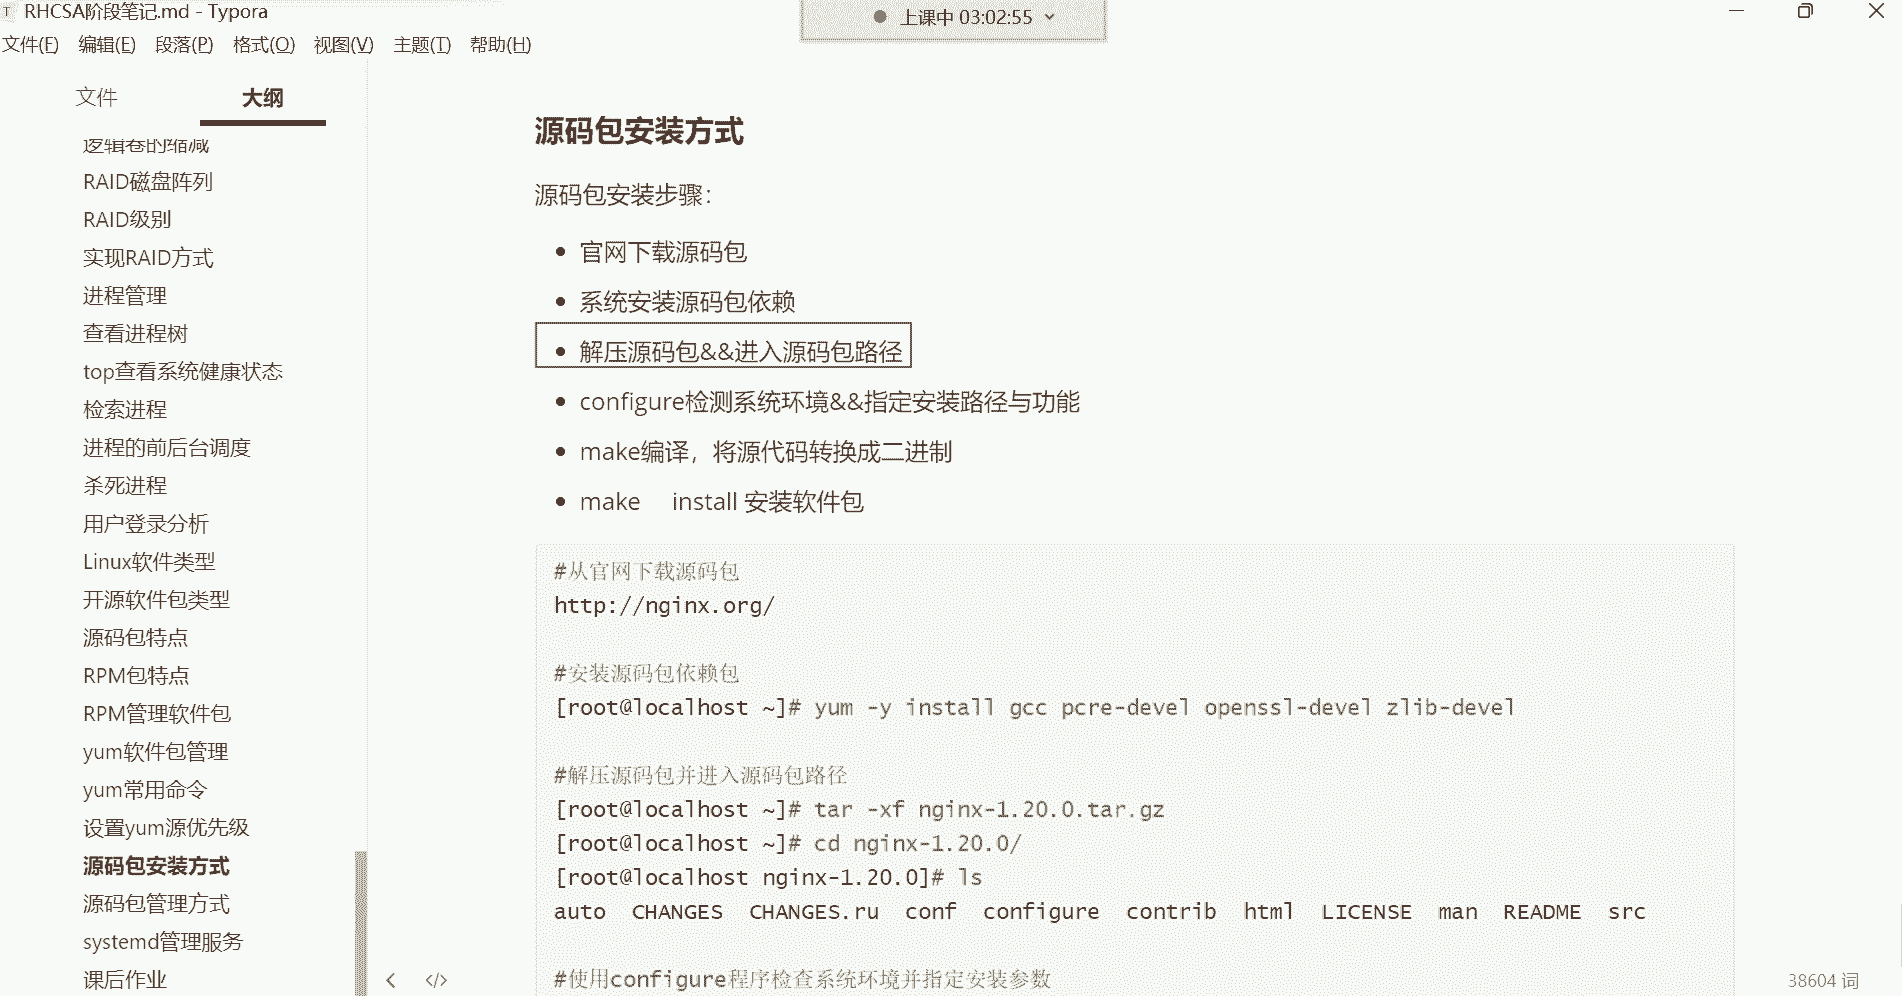 RHCSA阶段笔记.md - Typora
上课中 03:02:55
文件(F) 编辑(E) 段落(P) 格式(O) 视图(V) 主题(T) 帮助(H)
文件 大纲
逻辑卷的缩减
RAID磁盘阵列
RAID级别
实现RAID方式
进程管理
查看进程树
top查看系统健康状态
检索进程
进程的前后台调度
杀死进程
用户登录分析
Linux软件类型
开源软件包类型
源码包特点
RPM包特点
RPM管理软件包
yum软件包管理
yum常用命令
设置yum源优先级
源码包安装方式
源码包管理方式
systemd管理服务
课后作业
源码包安装方式
源码包安装步骤：
官网下载源码包
系统安装源码包依赖
解压源码包&&进入源码包路径
configure检测系统环境&&指定安装路径与功能
make编译，将源代码转换成二进制
make install 安装软件包
#从官网下载源码包
http://nginx.org/
#安装源码包依赖包
[root@localhost ~]# yum -y install gcc pcre-devel openssl-devel zlib-devel
#解压源码包并进入源码包路径
[root@localhost ~]# tar -xf nginx-1.20.0.tar.gz
[root@localhost ~]# cd nginx-1.20.0/
[root@localhost nginx-1.20.0]# ls
auto CHANGES CHANGES.ru conf configure contrib html LICENSE man README src
#使用configure程序检查系统环境并指定安装参数
38604 词